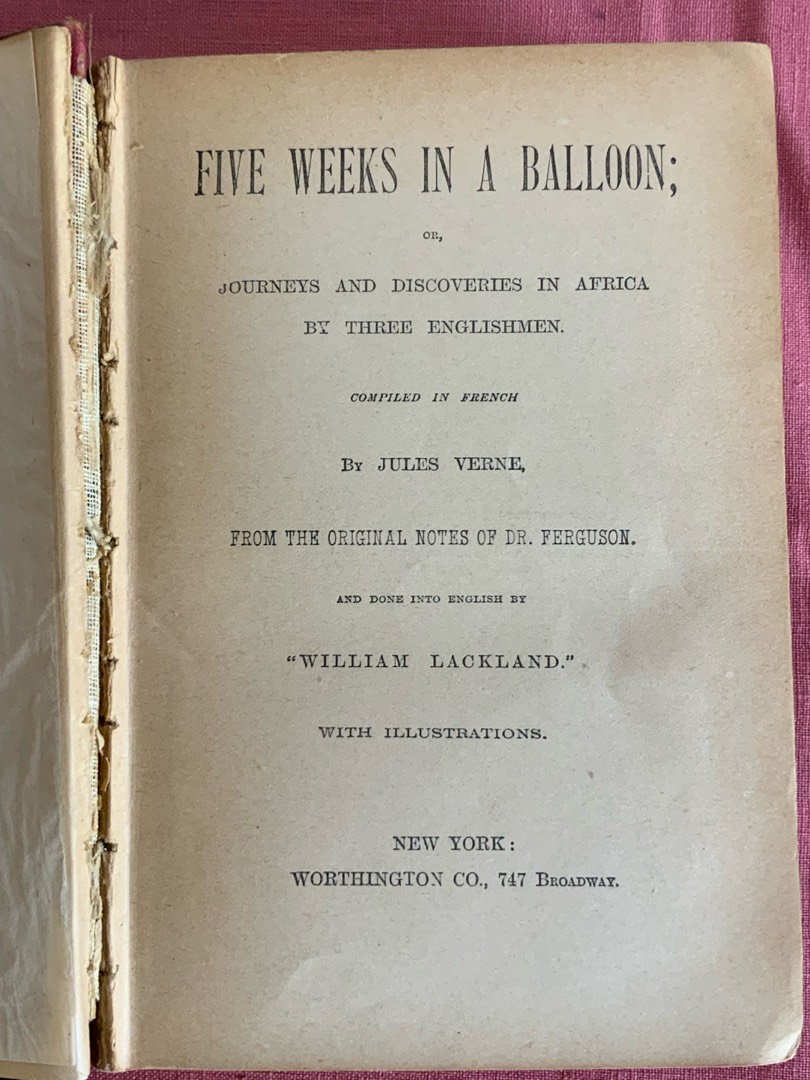 FIVE WEEKS IN A BALLOON;
OR,
JOURNEYS AND DISCOVERIES IN AFRICA
BY THREE ENGLISHMEN.
COMPILED IN FRENCH
BY JULES VERNE,
FROM THE ORIGINAL NOTES OF DR. FERGUSON.
AND DONE INTO ENGLISH BY
"WILLIAM LACKLAND."
WITH ILLUSTRATIONS.
NEW YORK:
WORTHINGTON CO., 747 BROADWAY.